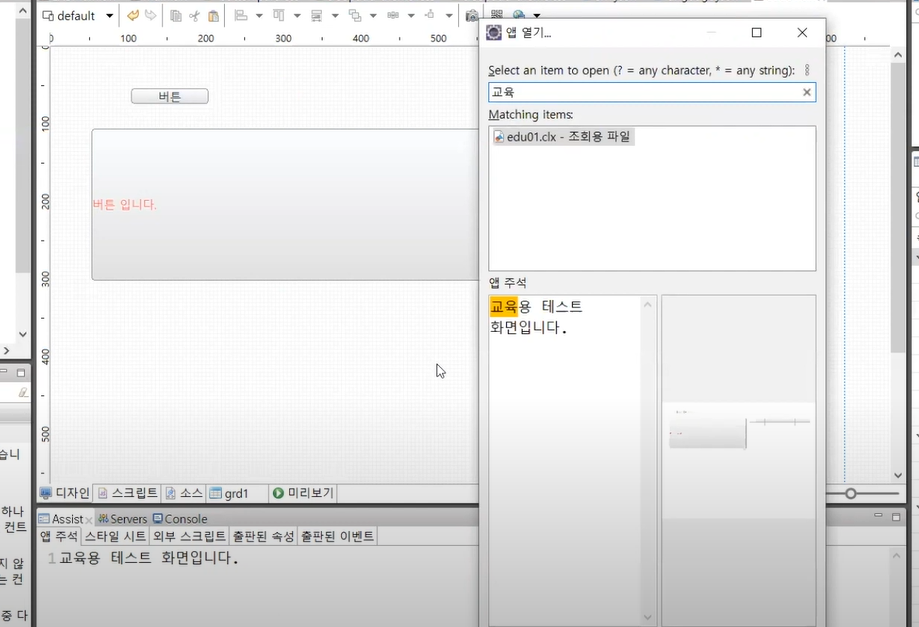 default
0 100 200 300 400 500
앱 열기...
Select an item to open (? = any character, * = any string):
교육
Matching items:
edu01.clx - 조회용 파일
앱 주석
교육용 테스트
화면입니다.
버튼
버튼 입니다.
0
100
200
300
400
500
디자인 스크립트 소스 grd1 미리보기
Assist Servers Console
앱 주석 스타일 시트 외부 스크립트 출판된 속성 출판된 이벤트
1 교육용 테스트 화면입니다.
습니
하나
컨트
지 않
는 컨
중 다